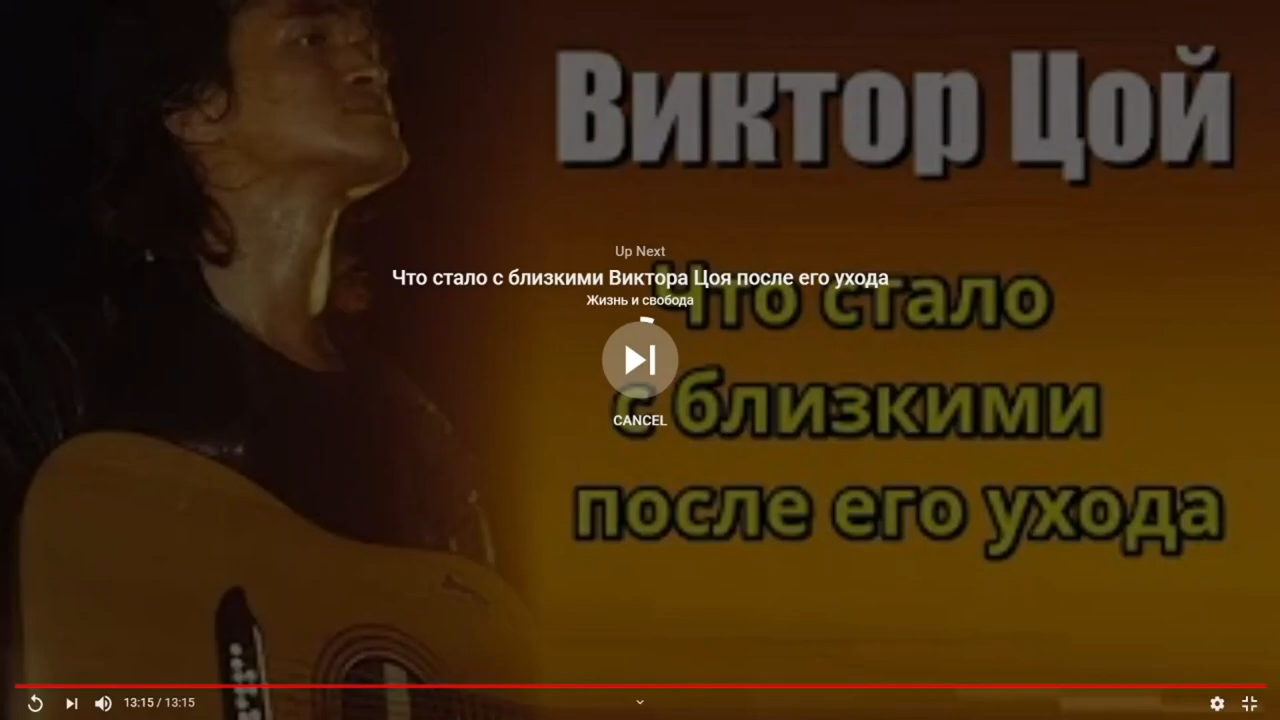 Виктор Цой
Up Next
Что стало с близкими Виктора Цоя после его ухода
Жизнь и свобода
Что стало
с близкими
CANCEL
после его ухода
13:15 / 13:15